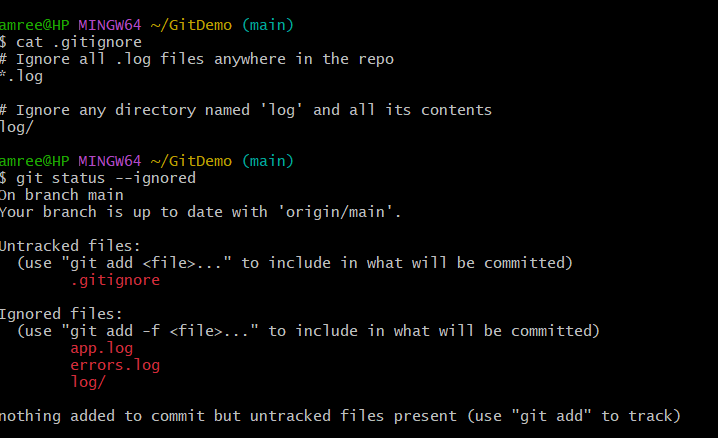 amree@HP MINGW64 ~/GitDemo (main)
$ cat .gitignore
# Ignore all .log files anywhere in the repo
*.log
# Ignore any directory named 'log' and all its contents
log/
amree@HP MINGW64 ~/GitDemo (main)
$ git status --ignored
On branch main
Your branch is up to date with 'origin/main'.
Untracked files:
  (use "git add <file>..." to include in what will be committed)
        .gitignore
Ignored files:
  (use "git add -f <file>..." to include in what will be committed)
        app.log
        errors.log
        log/
nothing added to commit but untracked files present (use "git add" to track)